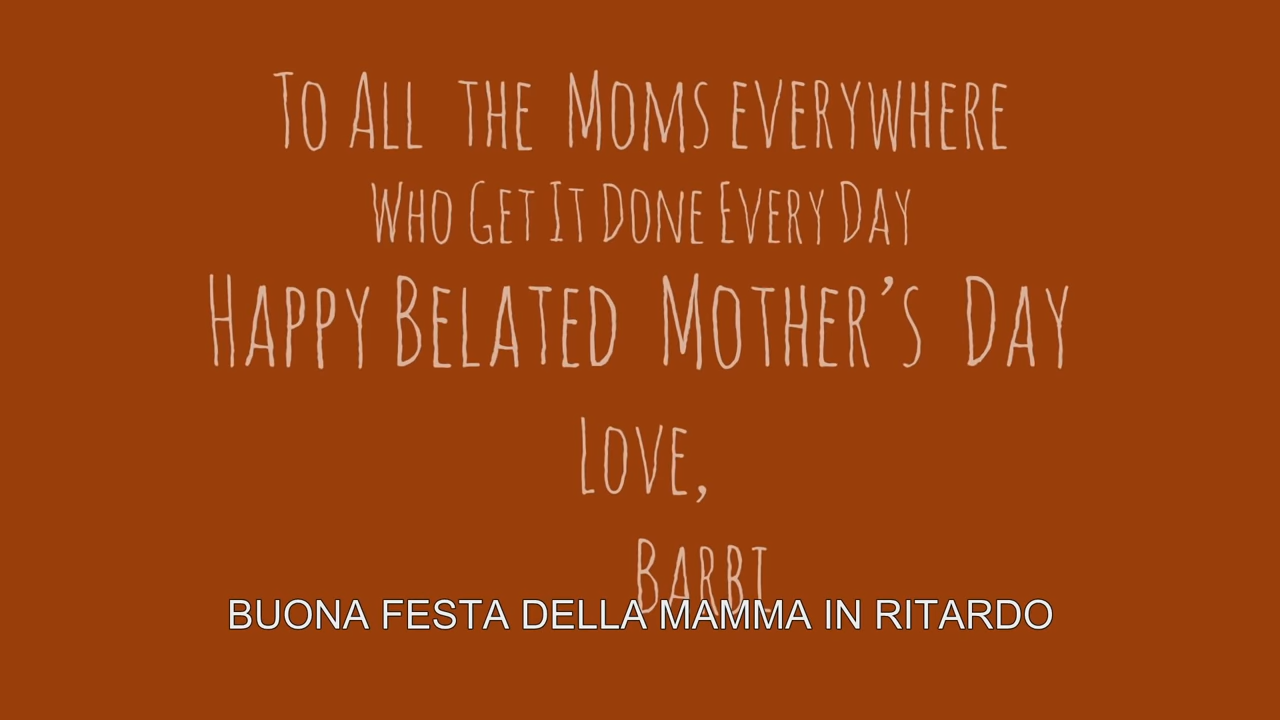 To All the Moms everywhere
Who Get It Done Every Day
Happy Belated Mother's Day
Love,
Barbi
BUONA FESTA DELLA MAMMA IN RITARDO